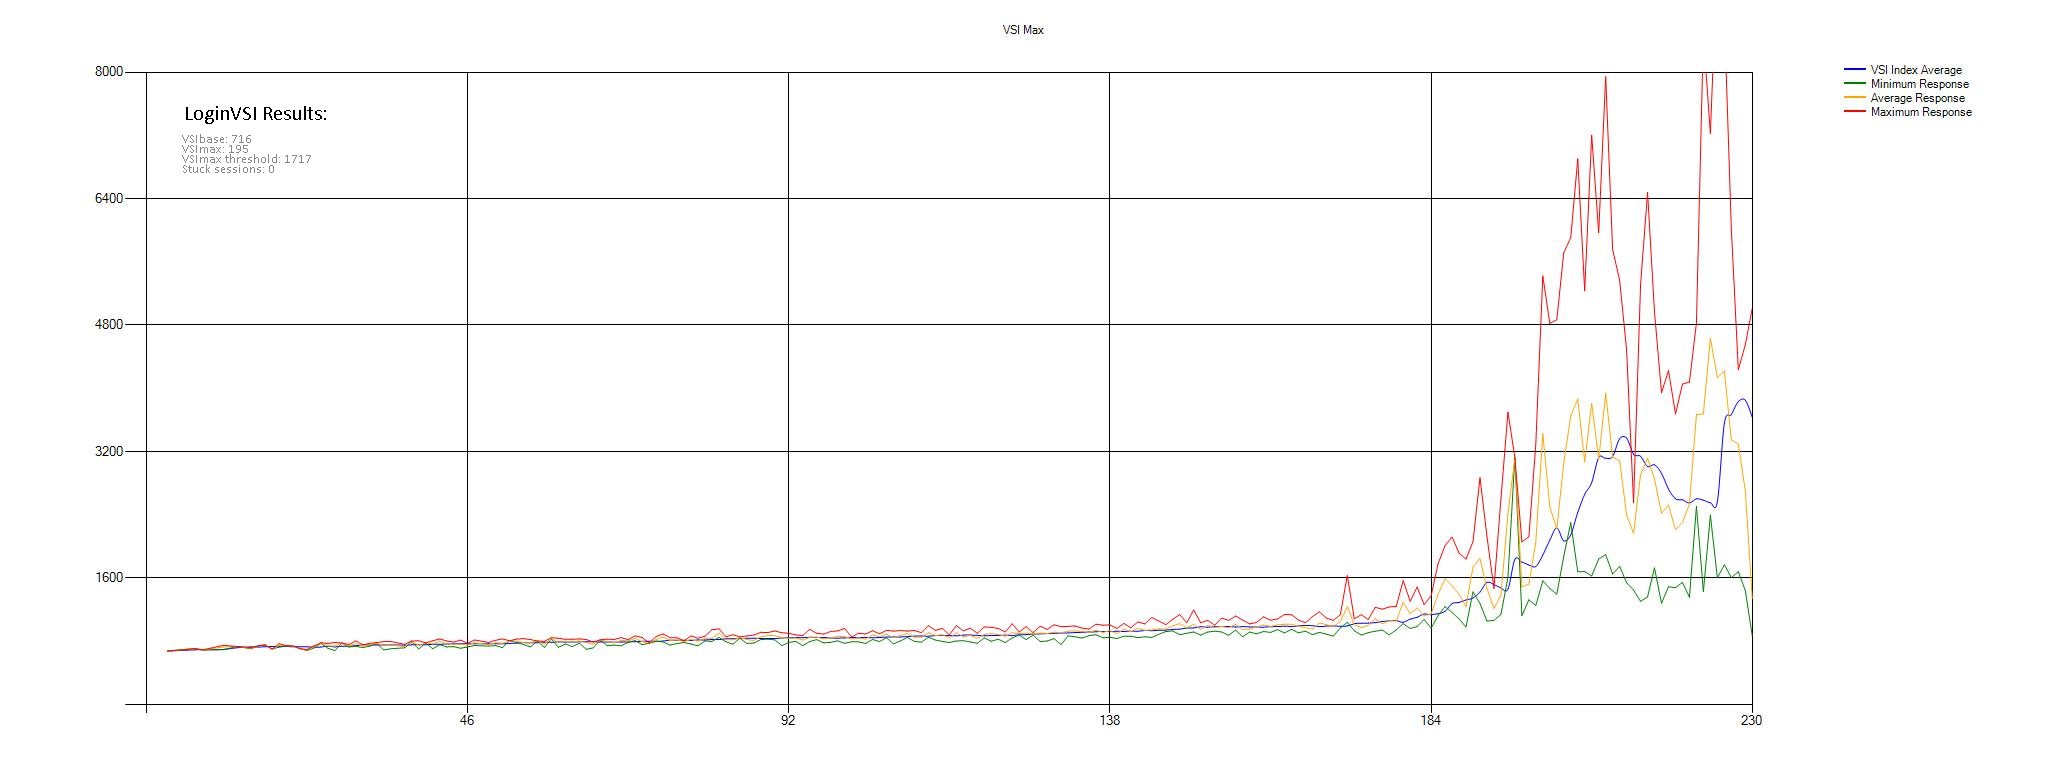 VSI Max
8000
6400
4800
3200
1600
46
92
138
184
230
LoginVSI Results:
VSIbase: 716
VSImax: 195
VSImax threshold: 1717
Stuck sessions: 0
VSI Index Average
Minimum Response
Average Response
Maximum Response